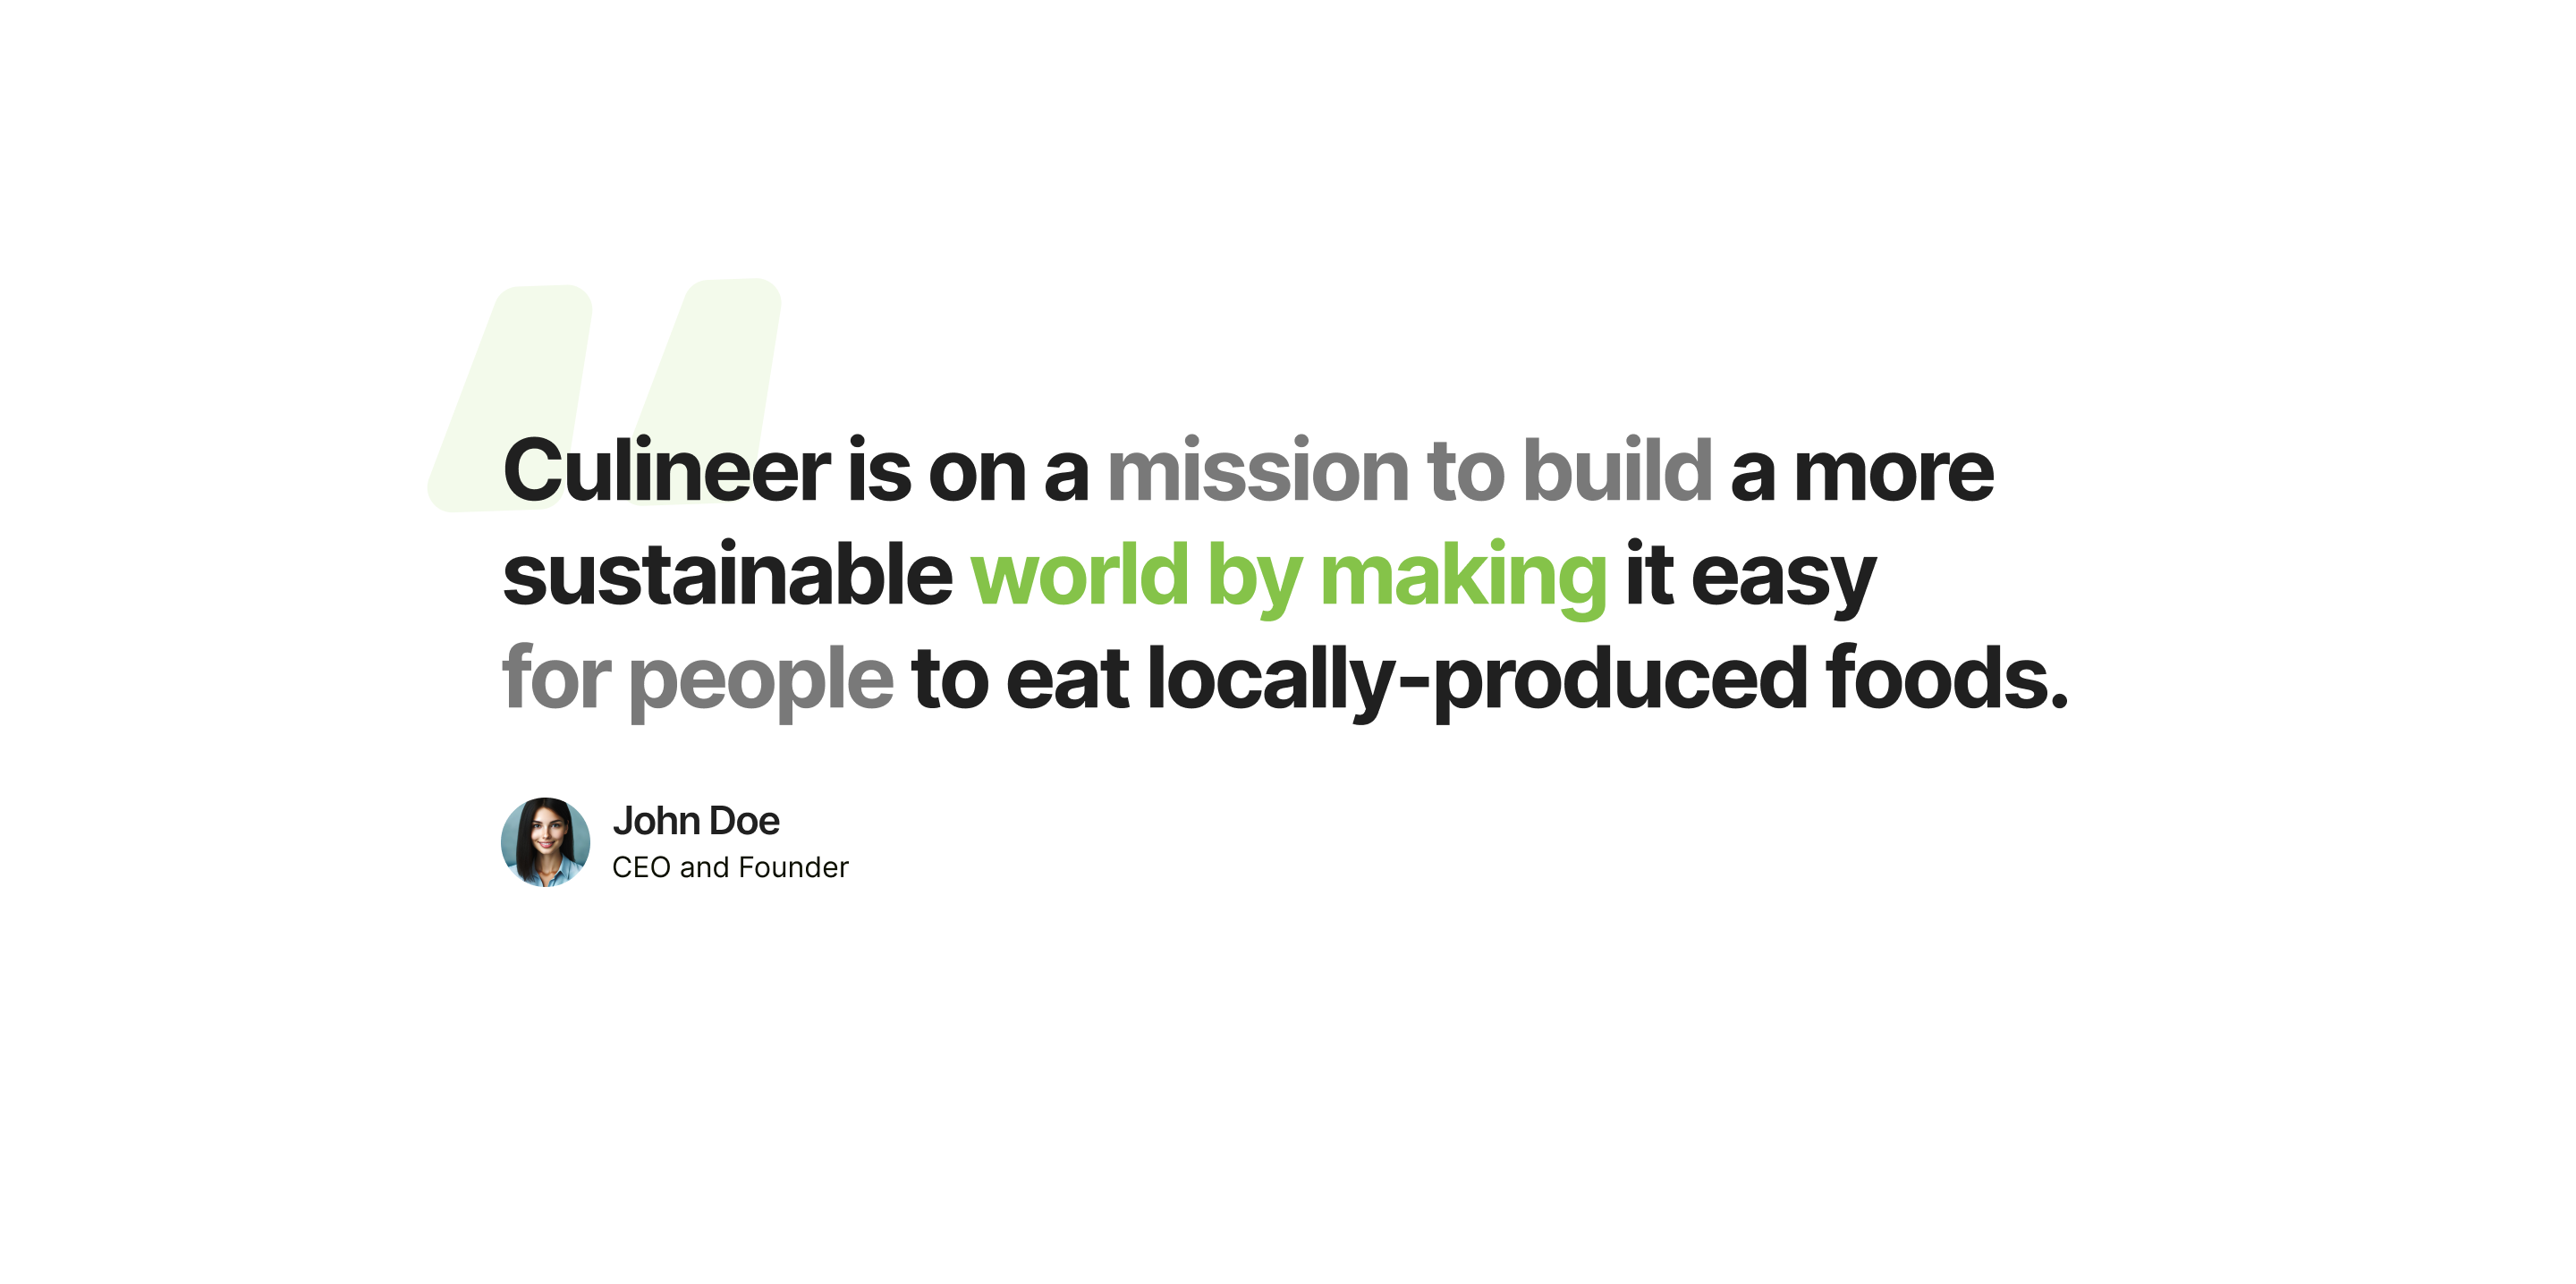 Culineer is on a mission to build a more
sustainable world by making it easy
for people to eat locally-produced foods.
John Doe
CEO and Founder